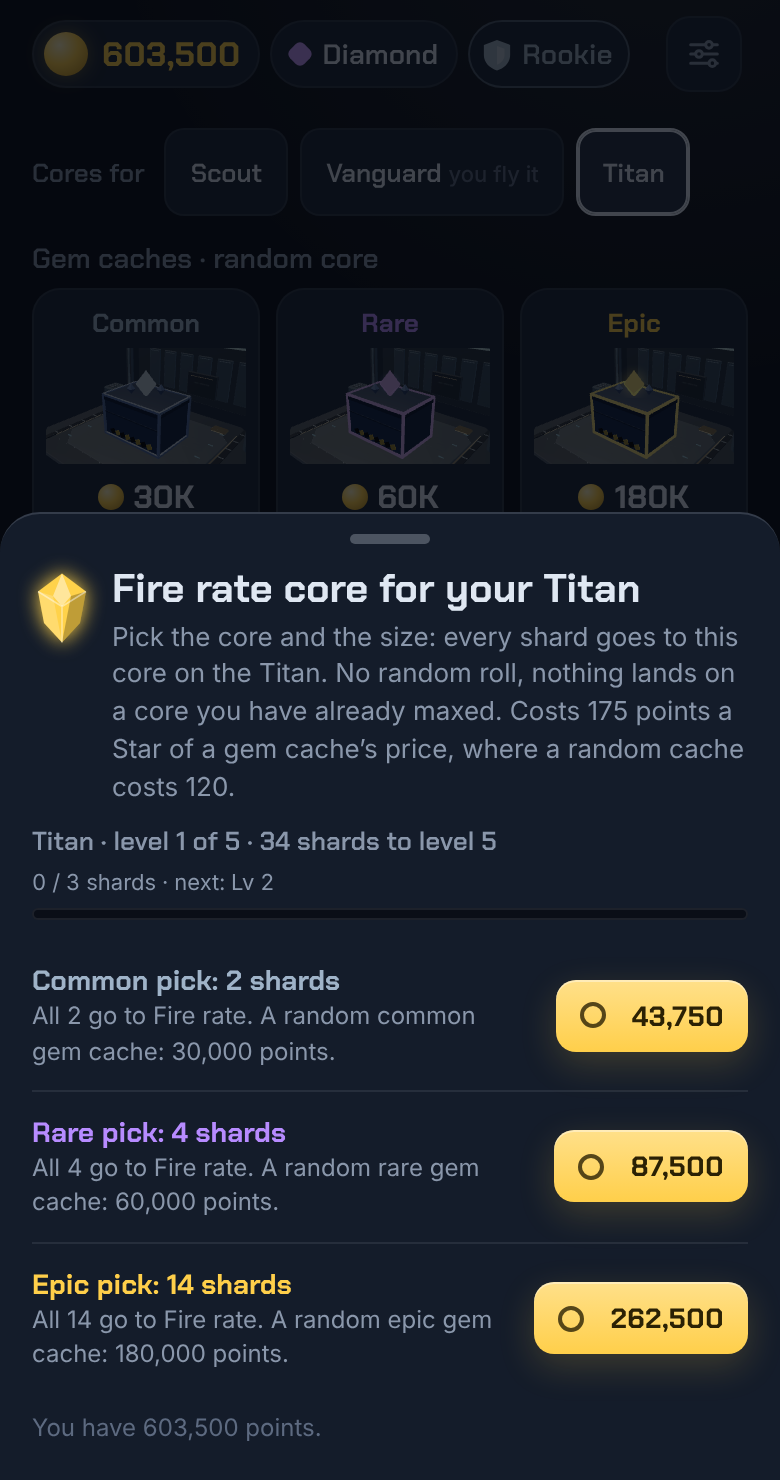 603,500
Diamond
Rookie
Cores for
Scout
Vanguard you fly it
Titan
Gem caches · random core
Common
Rare
Epic
30K
60K
180K
Fire rate core for your Titan
Pick the core and the size: every shard goes to this
core on the Titan. No random roll, nothing lands on
a core you have already maxed. Costs 175 points a
Star of a gem cache’s price, where a random cache
costs 120.
Titan · level 1 of 5 · 34 shards to level 5
0 / 3 shards · next: Lv 2
Common pick: 2 shards
All 2 go to Fire rate. A random common
gem cache: 30,000 points.
43,750
Rare pick: 4 shards
All 4 go to Fire rate. A random rare gem
cache: 60,000 points.
87,500
Epic pick: 14 shards
All 14 go to Fire rate. A random epic gem
cache: 180,000 points.
262,500
You have 603,500 points.